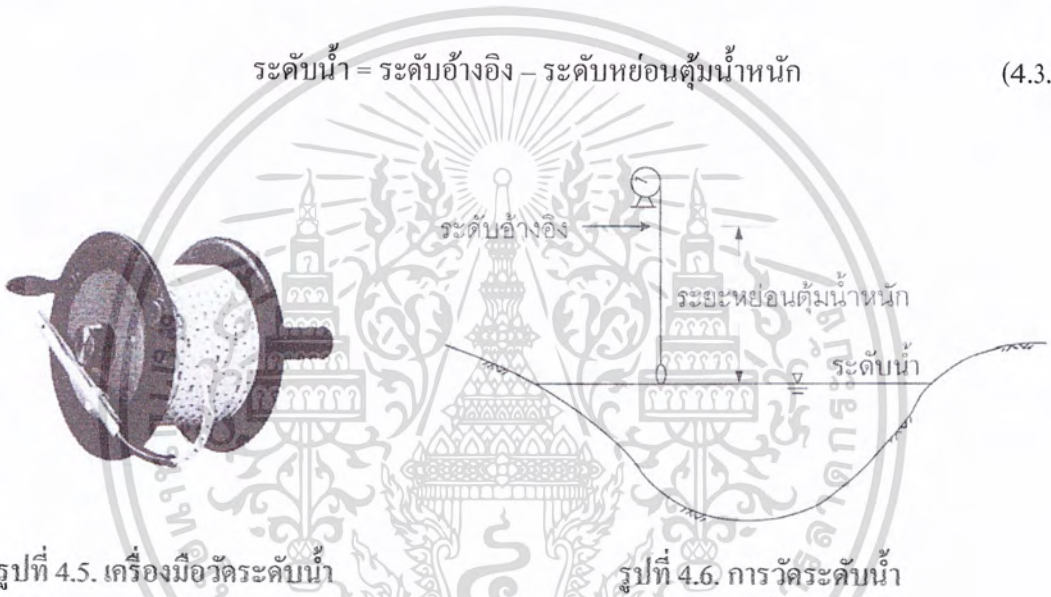 ระดับน้ำ = ระดับอ้างอิง – ระดับหย่อนตุ้มน้ำหนัก (4.3.
ระดับอ้างอิง
ระยะหย่อนตุ้มน้ำหนัก
ระดับน้ำ
รูปที่ 4.5. เครื่องมือวัดระดับน้ำ
รูปที่ 4.6. การวัดระดับน้ำ